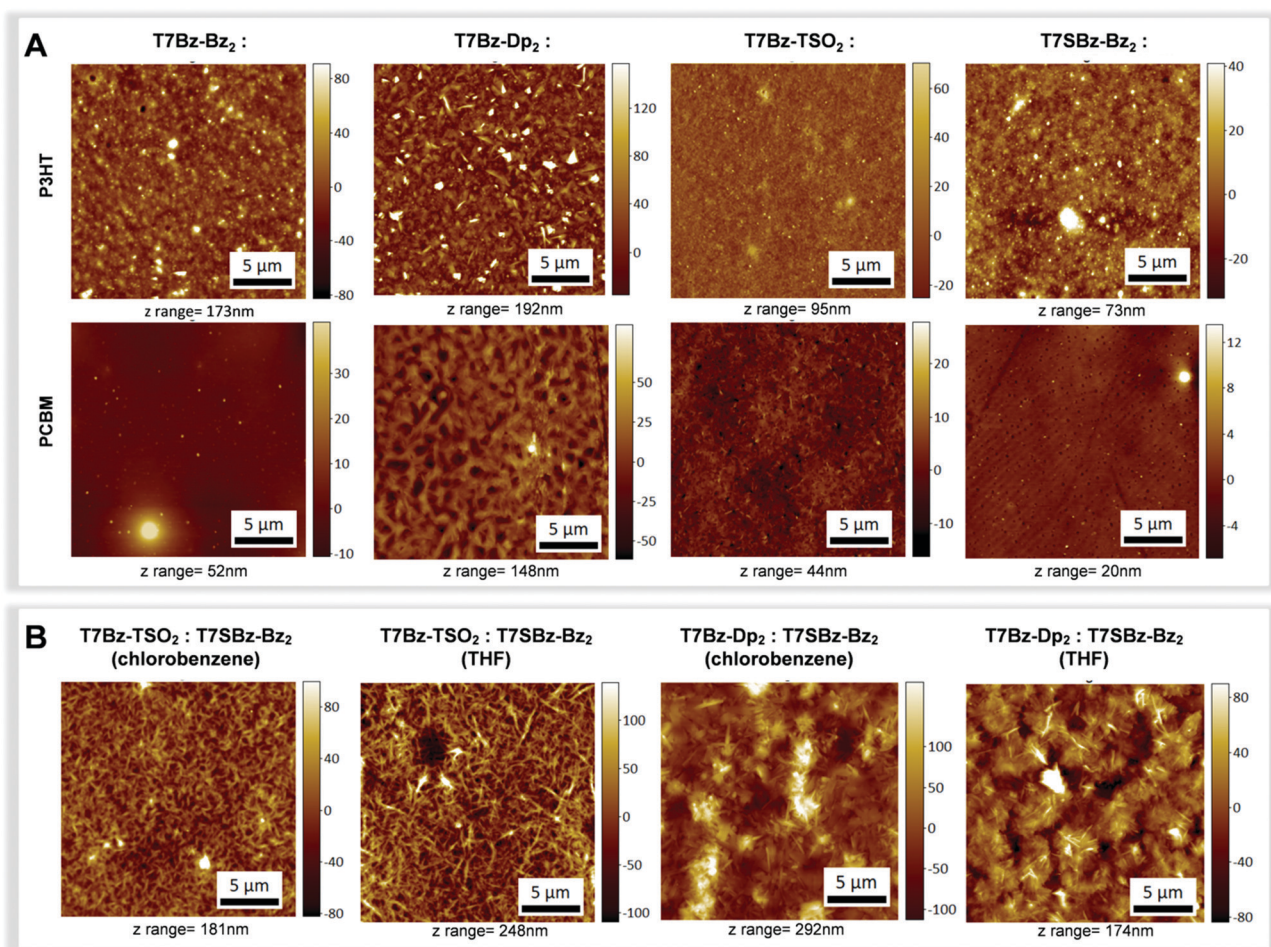 A
T7Bz-Bz₂ :
T7Bz-Dp₂ :
T7Bz-TSO₂ :
T7SBz-Bz₂ :
P3HT
80
40
0
-40
-80
5 µm
z range= 173nm
120
80
40
0
5 µm
z range= 192nm
60
40
20
0
-20
5 µm
z range= 95nm
40
20
0
-20
5 µm
z range= 73nm
PCBM
30
20
10
0
-10
5 µm
z range= 52nm
50
25
0
-25
-50
5 µm
z range= 148nm
20
10
0
-10
5 µm
z range= 44nm
12
8
4
0
-4
5 µm
z range= 20nm
B
T7Bz-TSO₂ : T7SBz-Bz₂
(chlorobenzene)
T7Bz-TSO₂ : T7SBz-Bz₂
(THF)
T7Bz-Dp₂ : T7SBz-Bz₂
(chlorobenzene)
T7Bz-Dp₂ : T7SBz-Bz₂
(THF)
40
0
-40
-80
5 µm
z range= 181nm
100
50
0
-50
-100
5 µm
z range= 248nm
100
50
0
-50
-100
5 µm
z range= 292nm
80
40
0
-40
-80
5 µm
z range= 174nm